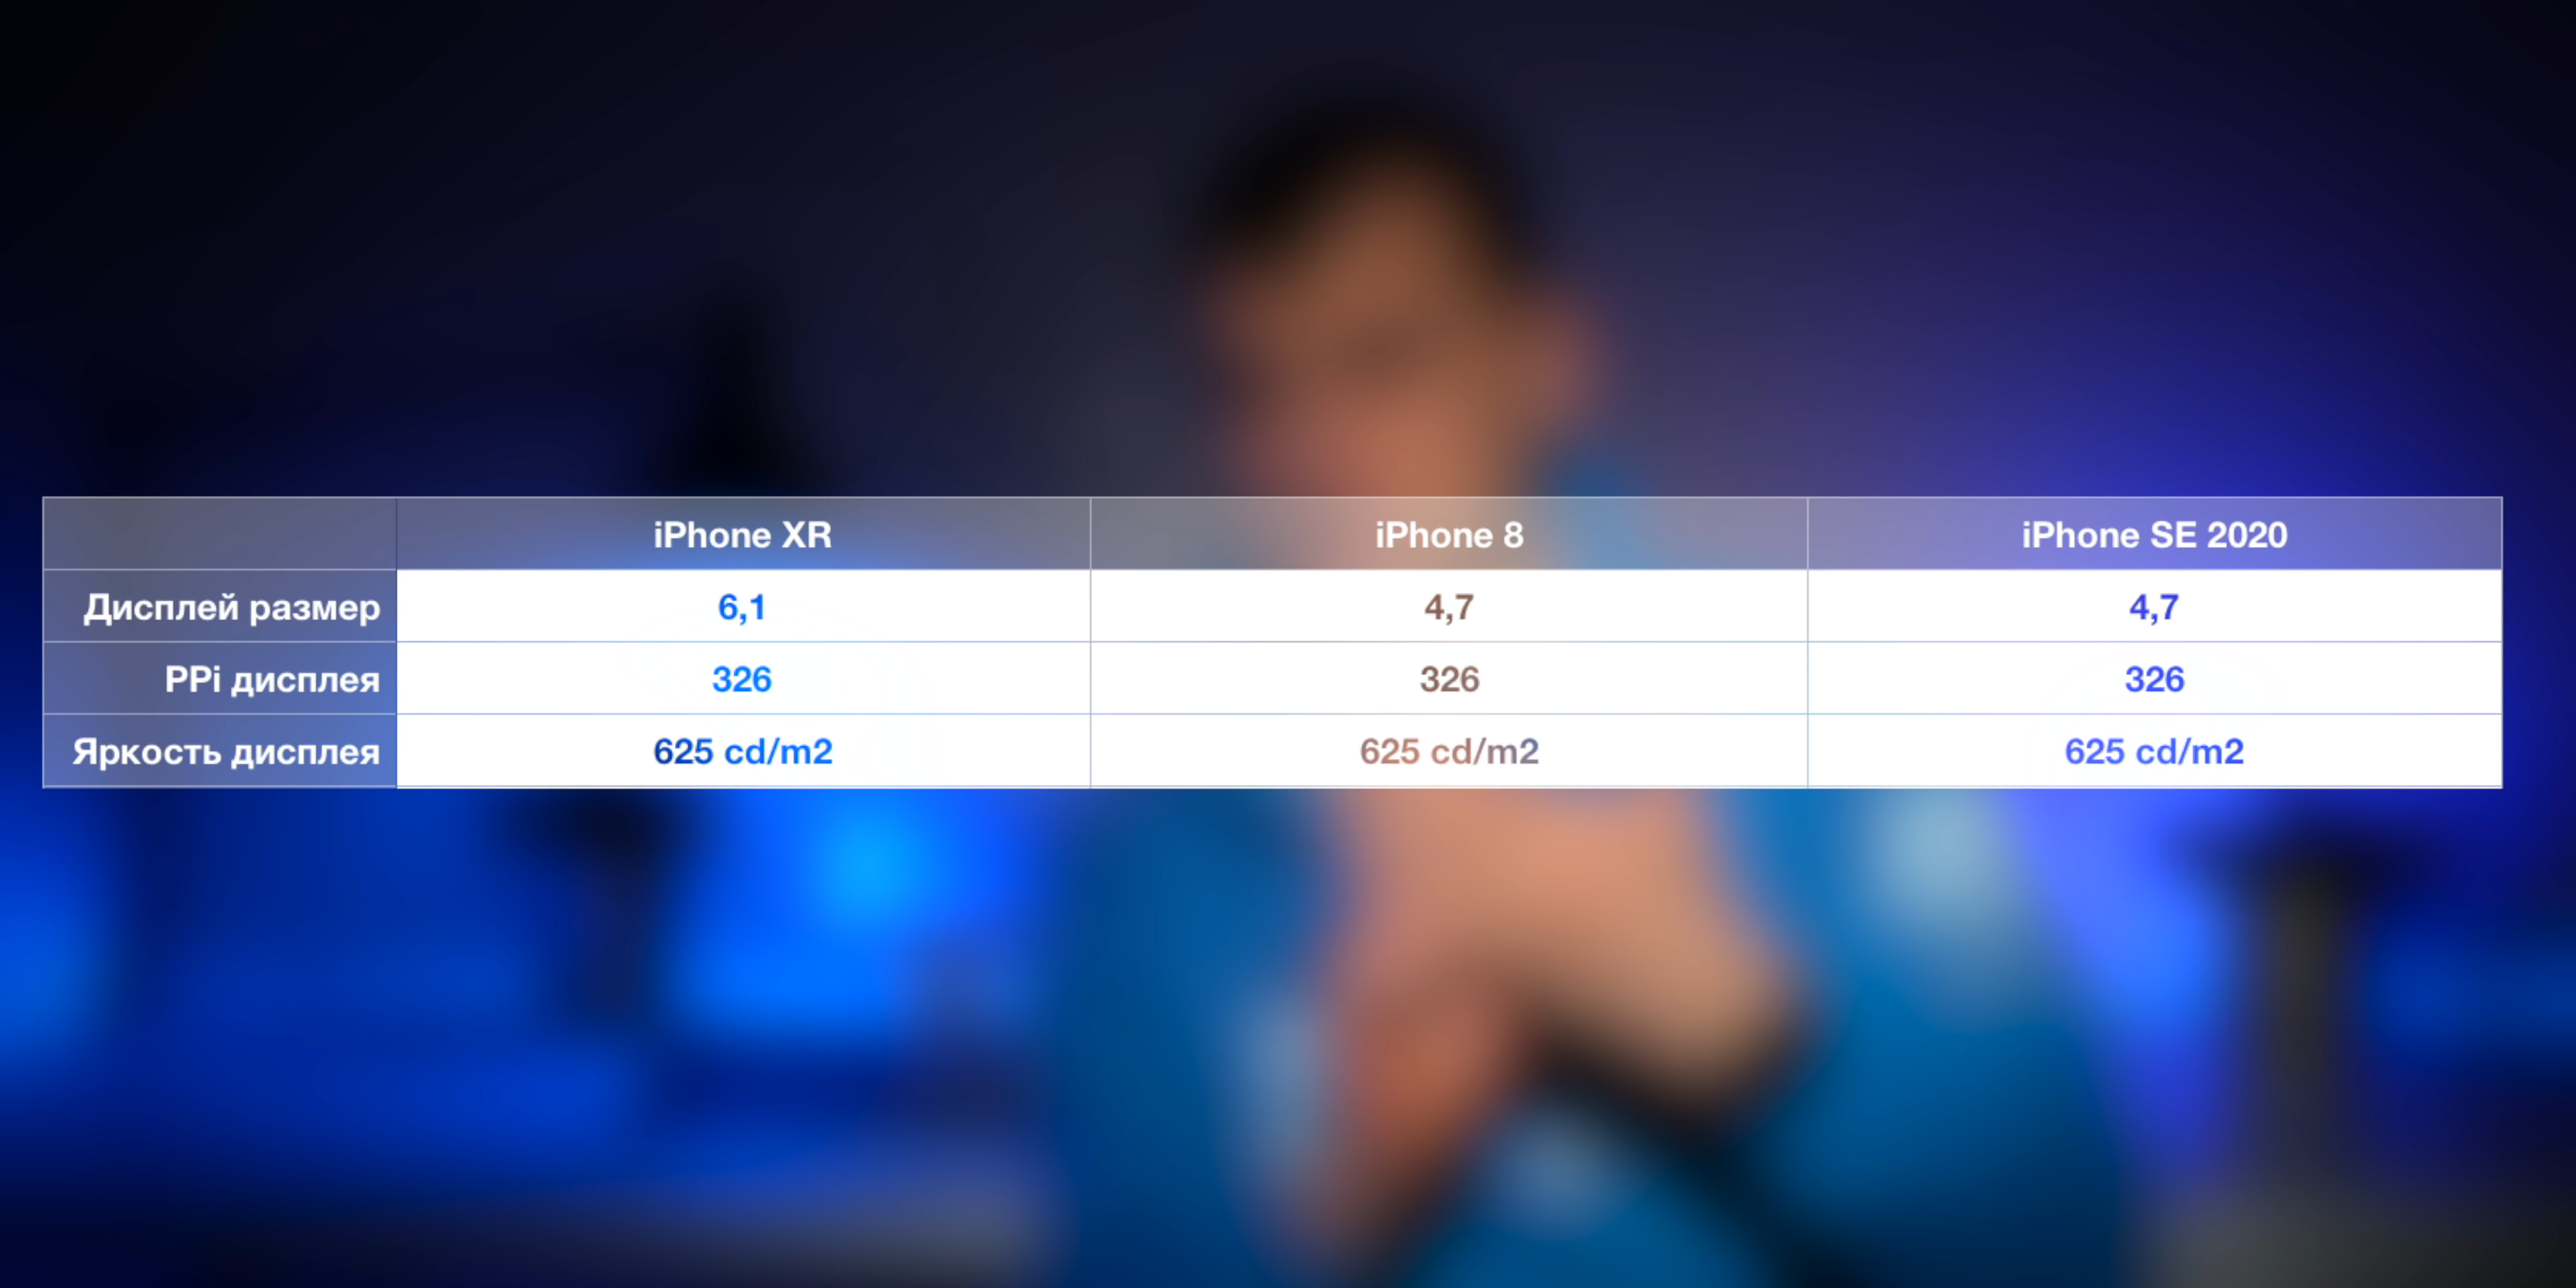 iPhone XR iPhone 8 iPhone SE 2020
Дисплей размер 6,1 4,7 4,7
PPi дисплея 326 326 326
Яркость дисплея 625 cd/m2 625 cd/m2 625 cd/m2